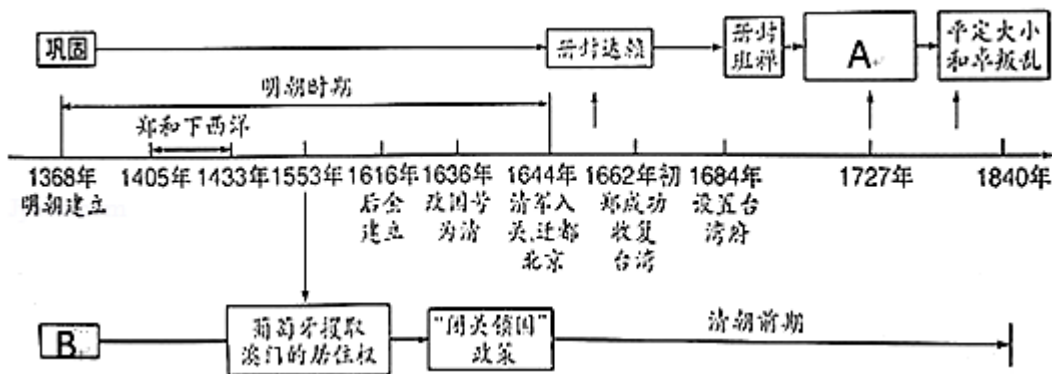 巩固
册封达赖
册封
班禅
A
平定大小
和卓叛乱
明朝时期
郑和下西洋
1368年 1405年 1433年 1553年 1616年 1636年 1644年 1662年初 1684年 1727年 1840年
明朝建立
后金
建立
改国号
为清
清军入
关,迁都
北京
郑成功
收复
台湾
设置台
湾府
B
葡萄牙攫取
澳门的居住权
“闭关锁国”
政策
清朝前期